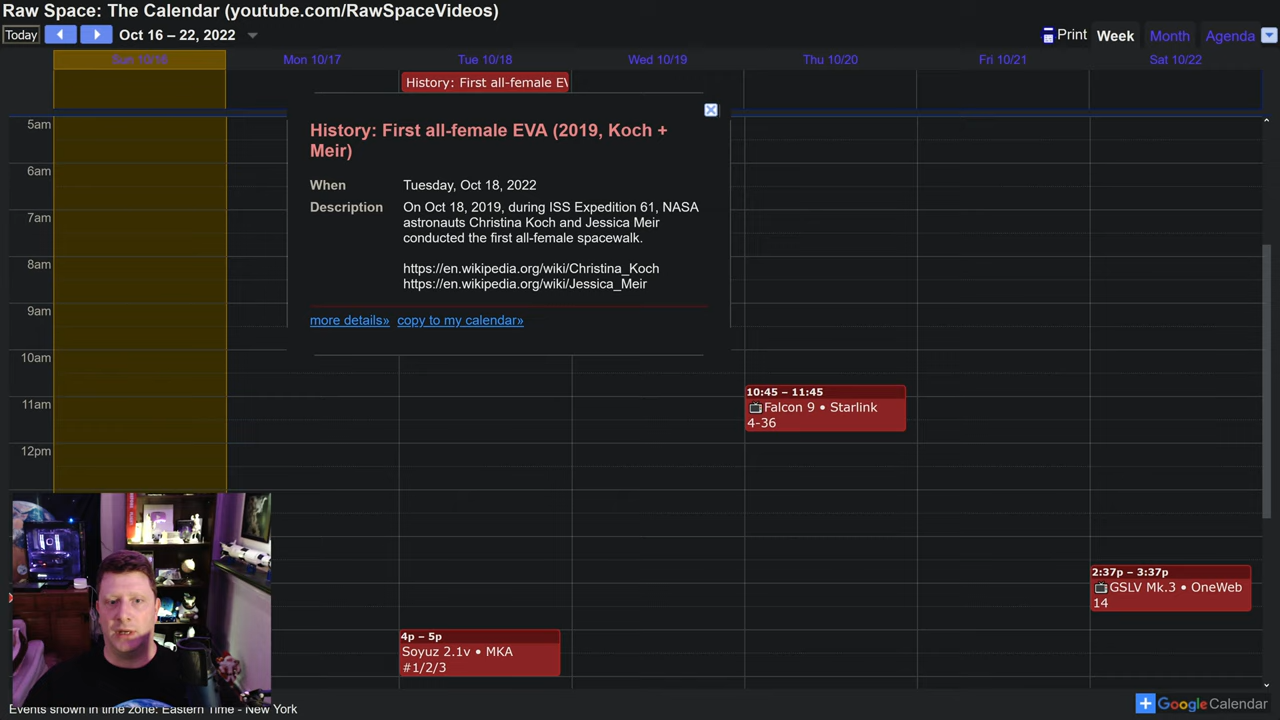 Raw Space: The Calendar (youtube.com/RawSpaceVideos)
Today Oct 16 – 22, 2022 Print Week Month Agenda
Sun 10/16 Mon 10/17 Tue 10/18 Wed 10/19 Thu 10/20 Fri 10/21 Sat 10/22
History: First all-female EV
5am
6am
7am
8am
9am
10am
11am
12pm
History: First all-female EVA (2019, Koch +
Meir)
When Tuesday, Oct 18, 2022
Description On Oct 18, 2019, during ISS Expedition 61, NASA
astronauts Christina Koch and Jessica Meir
conducted the first all-female spacewalk.
https://en.wikipedia.org/wiki/Christina_Koch
https://en.wikipedia.org/wiki/Jessica_Meir
more details» copy to my calendar»
10:45 – 11:45
Falcon 9 • Starlink
4-36
2:37p – 3:37p
GSLV Mk.3 • OneWeb
14
4p – 5p
Soyuz 2.1v • MKA
#1/2/3
Events shown in time zone: Eastern Time - New York
Google Calendar